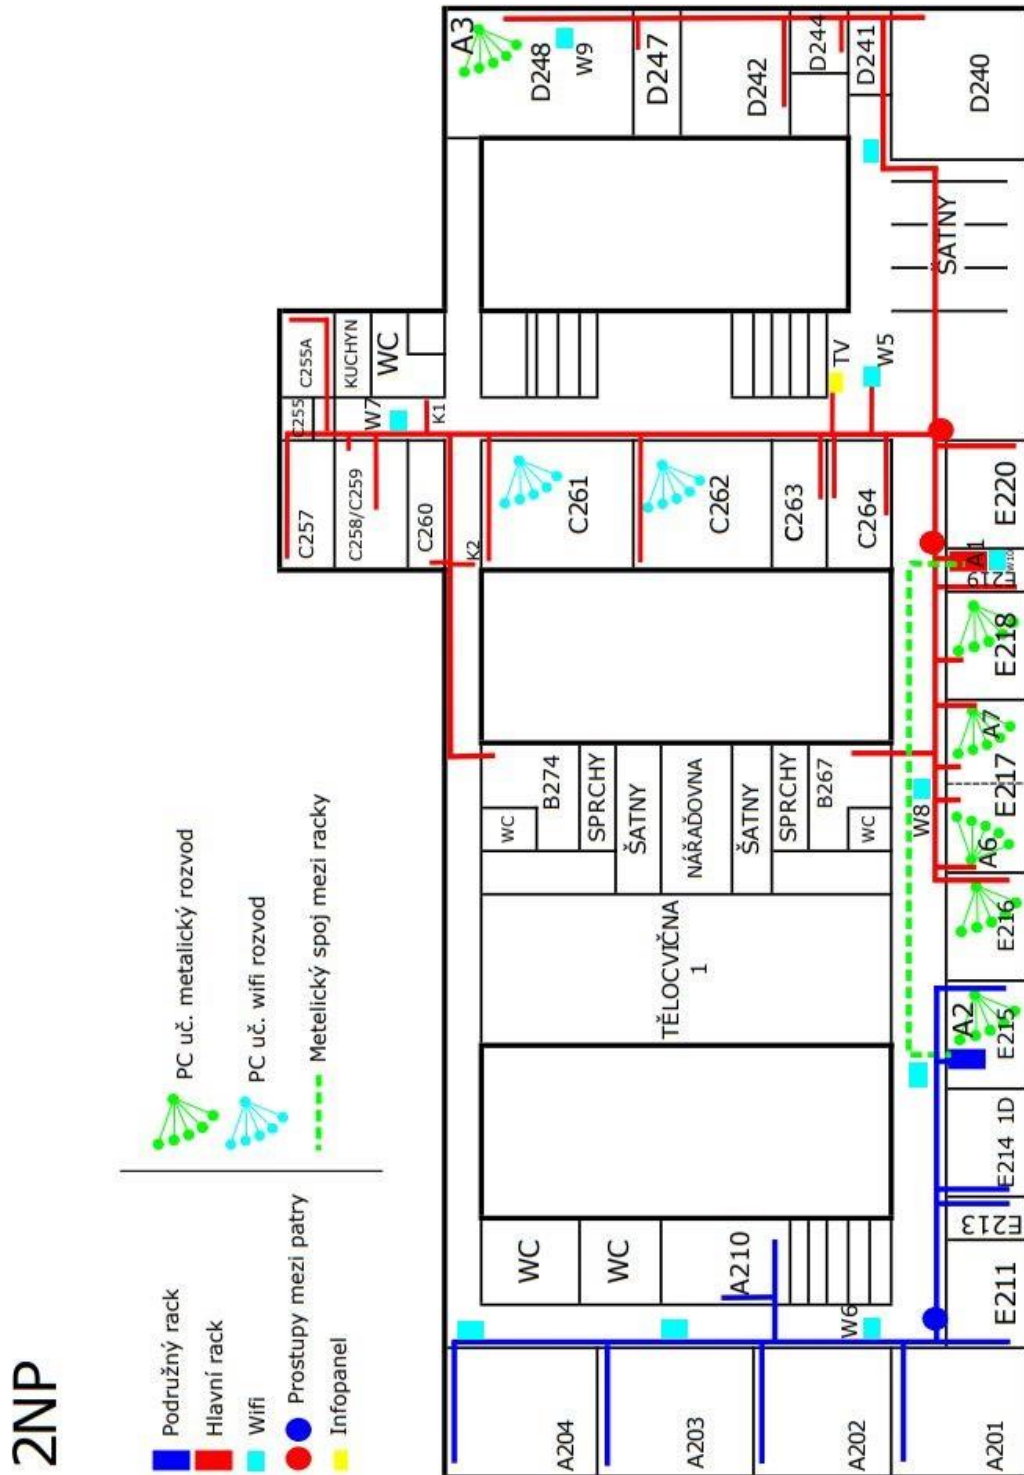 2NP
Podružný rack
Hlavní rack
Wifi
Prostupy mezi patry
Infopanel
PC uč. metalický rozvod
PC uč. wifi rozvod
Metelický spoj mezi racky
C255A
KUCHYN
WC
C255
W7
K1
C257
C258/C259
C260
K2
A3
D248
W9
D247
D242
D244
D241
D240
ŠATNY
TV
W5
C261
C262
C263
C264
E220
A1
W10
E219
E218
A7
E217
A6
W8
E216
B274
WC
SPRCHY
ŠATNY
NÁŘAĎOVNA
ŠATNY
SPRCHY
B267
WC
TĚLOCVIČNA
1
A2
E215
E214 1D
E213
E211
WC
WC
A210
W6
A204
A203
A202
A201